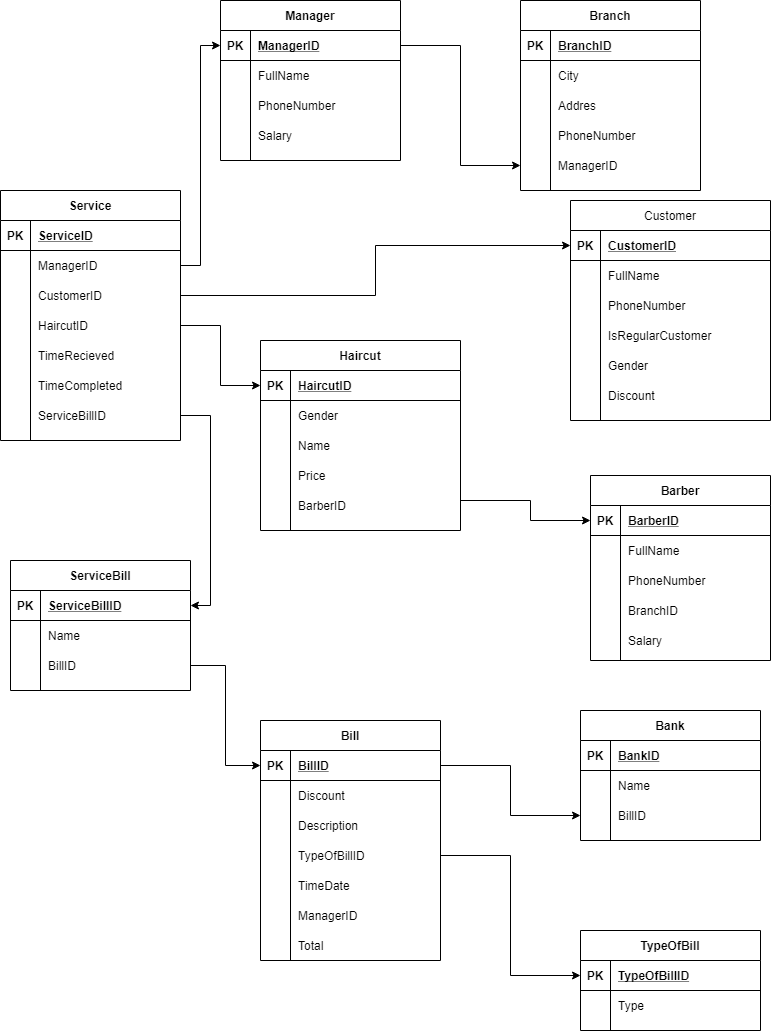 Manager
PK ManagerID
FullName
PhoneNumber
Salary
Branch
PK BranchID
City
Addres
PhoneNumber
ManagerID
Service
PK ServiceID
ManagerID
CustomerID
HaircutID
TimeRecieved
TimeCompleted
ServiceBillID
Customer
PK CustomerID
FullName
PhoneNumber
IsRegularCustomer
Gender
Discount
Haircut
PK HaircutID
Gender
Name
Price
BarberID
Barber
PK BarberID
FullName
PhoneNumber
BranchID
Salary
ServiceBill
PK ServiceBillID
Name
BillID
Bill
PK BillID
Discount
Description
TypeOfBillID
TimeDate
ManagerID
Total
Bank
PK BankID
Name
BillID
TypeOfBill
PK TypeOfBillID
Type